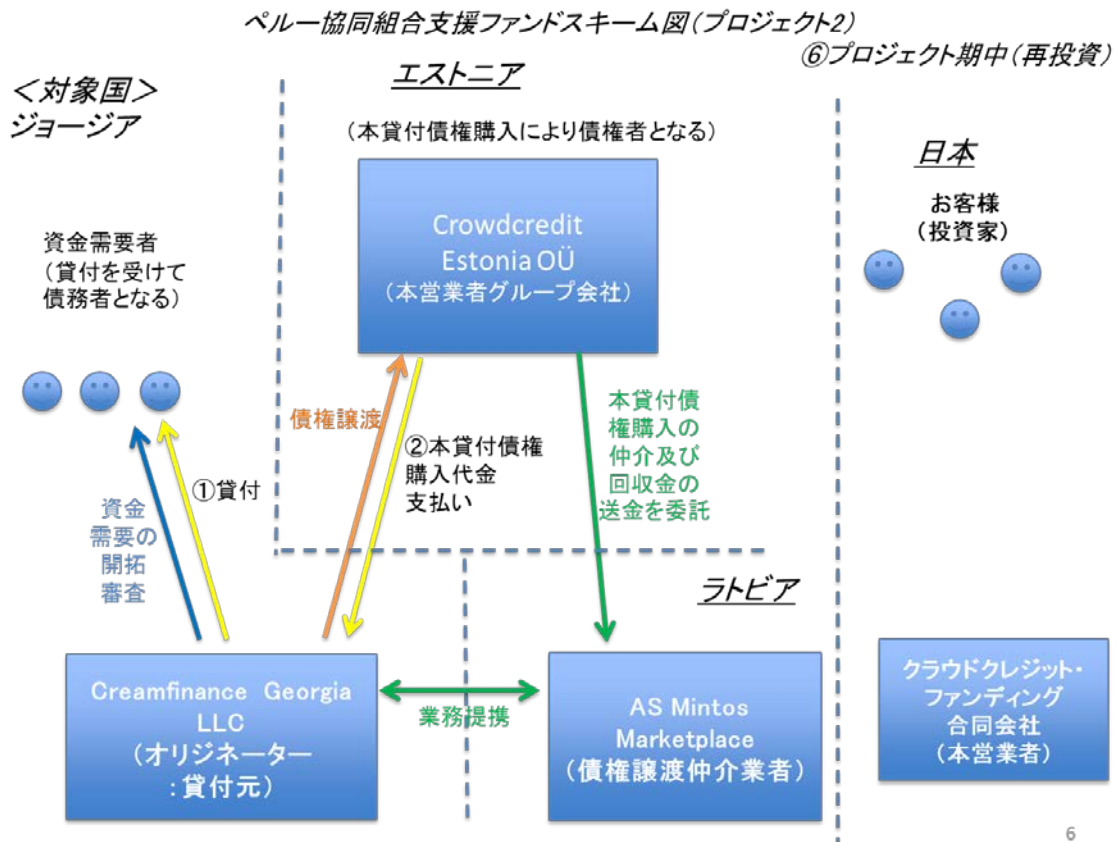 ペルー協同組合支援ファンドスキーム図(プロジェクト2)
⑥プロジェクト期中(再投資)
<対象国>
ジョージア
エストニア
(本貸付債権購入により債権者となる)
日本
お客様
(投資家)
資金需要者
(貸付を受けて
債務者となる)
Crowdcredit
Estonia OÜ
(本営業者グループ会社)
債権譲渡
②本貸付債権
購入代金
支払い
本貸付債
権購入の
仲介及び
回収金の
送金を委託
①貸付
資金
需要の
開拓
審査
ラトビア
Creamfinance Georgia
LLC
(オリジネーター
:貸付元)
業務提携
AS Mintos
Marketplace
(債権譲渡仲介業者)
クラウドクレジット・
ファンディング
合同会社
(本営業者)
6